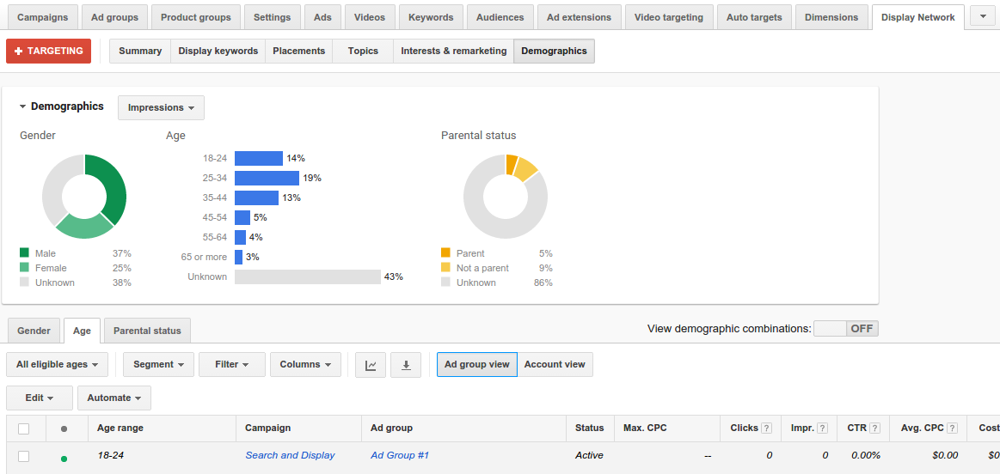 Campaigns Ad groups Product groups Settings Ads Videos Keywords Audiences Ad extensions Video targeting Auto targets Dimensions Display Network
+ TARGETING Summary Display keywords Placements Topics Interests & remarketing Demographics
Demographics Impressions
Gender Age Parental status
18-24 14%
25-34 19%
35-44 13%
45-54 5%
55-64 4%
65 or more 3%
Unknown 43%
Male 37%
Female 25%
Unknown 38%
Parent 5%
Not a parent 9%
Unknown 86%
Gender Age Parental status View demographic combinations: OFF
All eligible ages Segment Filter Columns Ad group view Account view
Edit Automate
Age range Campaign Ad group Status Max. CPC Clicks ? Impr. ? CTR ? Avg. CPC ? Cost
18-24 Search and Display Ad Group #1 Active -- 0 0 0.00% $0.00 $0